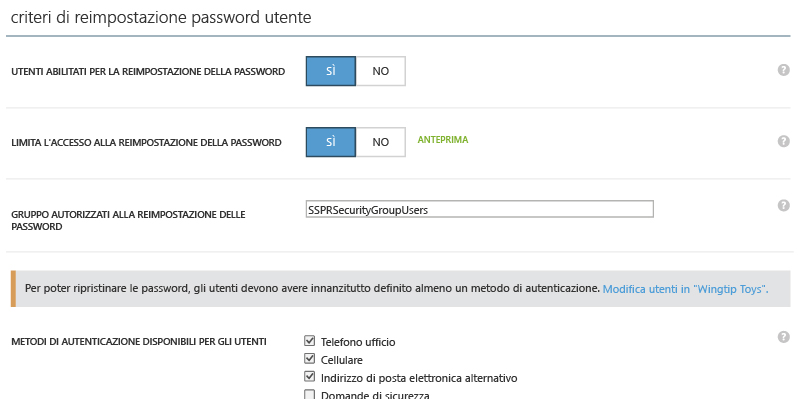 criteri di reimpostazione password utente
UTENTI ABILITATI PER LA REIMPOSTAZIONE DELLA PASSWORD SÌ NO ?
LIMITA L'ACCESSO ALLA REIMPOSTAZIONE DELLA PASSWORD SÌ NO ANTEPRIMA ?
GRUPPO AUTORIZZATI ALLA REIMPOSTAZIONE DELLE SSPRSecurityGroupUsers ?
PASSWORD
Per poter ripristinare le password, gli utenti devono avere innanzitutto definito almeno un metodo di autenticazione. Modifica utenti in "Wingtip Toys".
METODI DI AUTENTICAZIONE DISPONIBILI PER GLI UTENTI Telefono ufficio ?
Cellulare
Indirizzo di posta elettronica alternativo
Domande di sicurezza